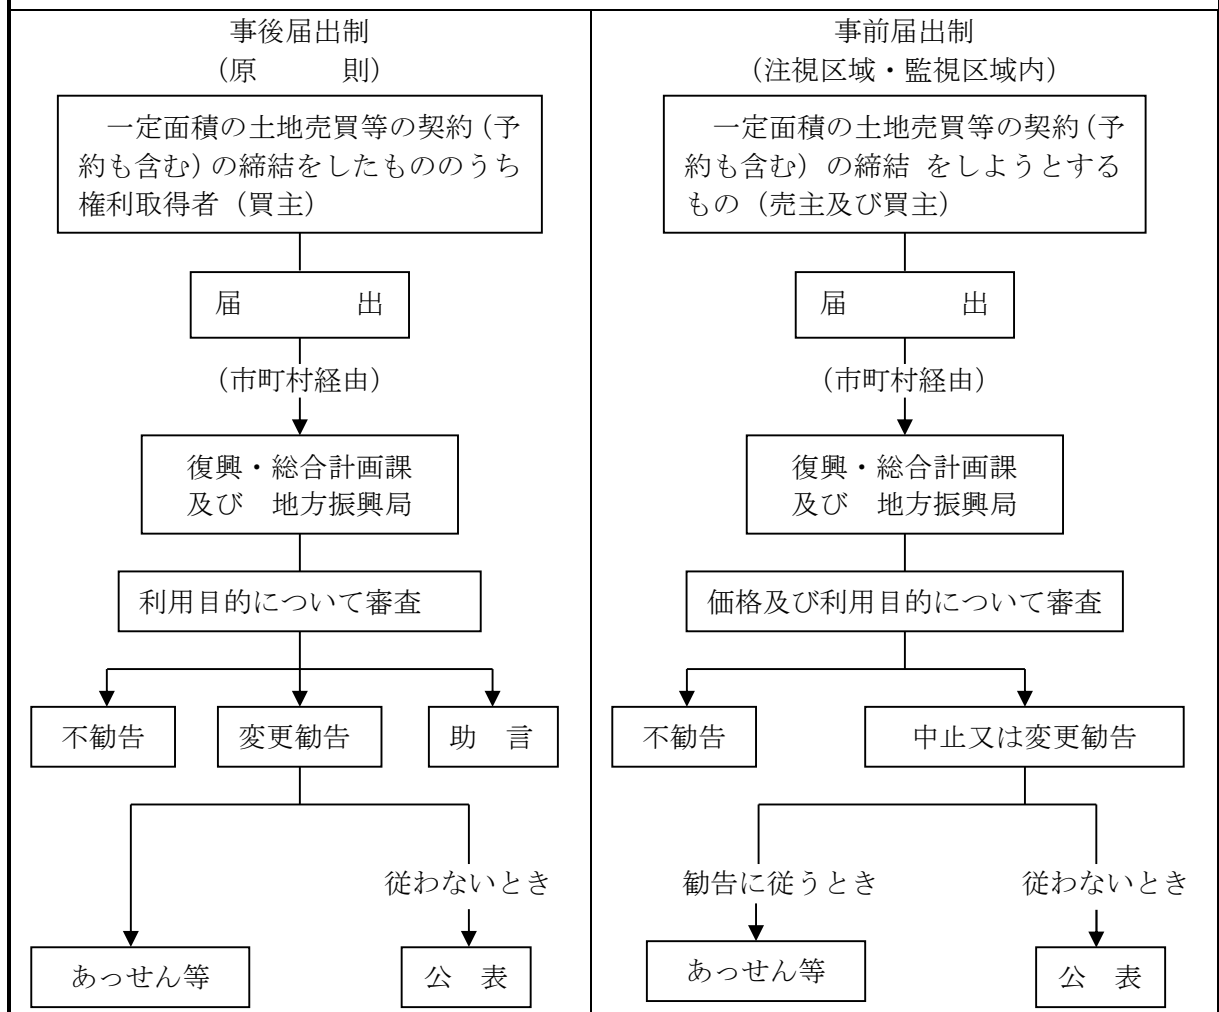 事後届出制
（原　　　則）
一定面積の土地売買等の契約（予
約も含む）の締結をしたもののうち
権利取得者（買主）
届　　　　出
（市町村経由）
復興・総合計画課
及び　地方振興局
利用目的について審査
不勧告
変更勧告
助　言
従わないとき
あっせん等
公　表
事前届出制
（注視区域・監視区域内）
一定面積の土地売買等の契約（予
約も含む）の締結 をしようとする
もの（売主及び買主）
届　　　　出
（市町村経由）
復興・総合計画課
及び　地方振興局
価格及び利用目的について審査
不勧告
中止又は変更勧告
勧告に従うとき
従わないとき
あっせん等
公　表